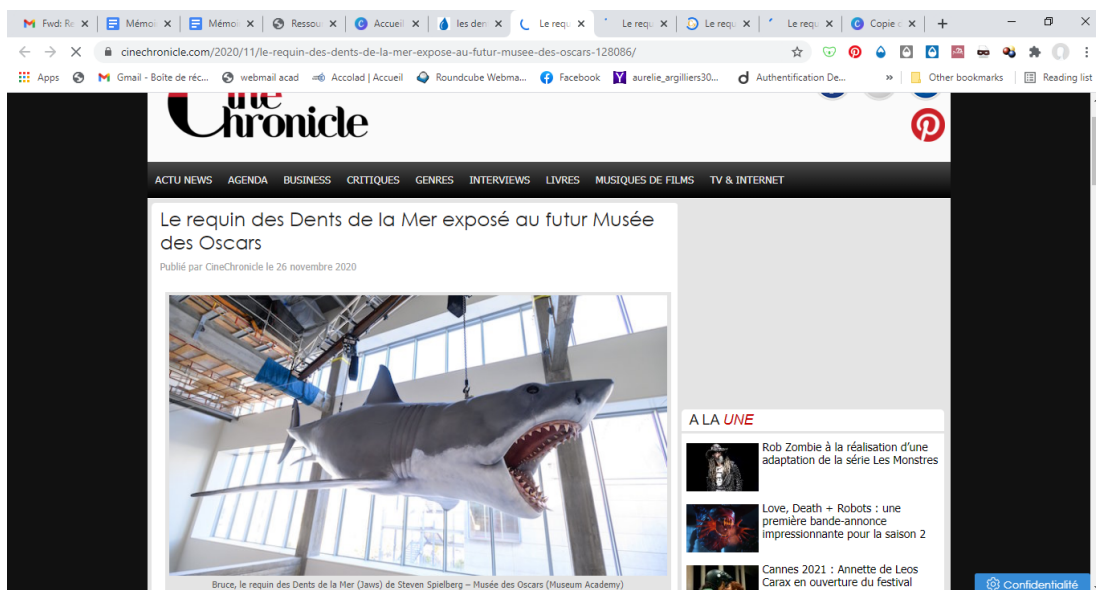 Fwd: Re
Mémoi
Mémoi
Ressou
Accueil
les den
Le requ
Le requ
Le requ
Le requ
Copie d
cinechronicle.com/2020/11/le-requin-des-dents-de-la-mer-expose-au-futur-musee-des-oscars-128086/
Apps
Gmail - Boîte de réc...
webmail acad
Accolad | Accueil
Roundcube Webma...
Facebook
aurelie_argilliers30...
Authentification De...
»
Other bookmarks
Reading list
Cine
Chronicle
ACTU NEWS AGENDA BUSINESS CRITIQUES GENRES INTERVIEWS LIVRES MUSIQUES DE FILMS TV & INTERNET
Le requin des Dents de la Mer exposé au futur Musée
des Oscars
Publié par CineChronicle le 26 novembre 2020
Bruce, le requin des Dents de la Mer (Jaws) de Steven Spielberg – Musée des Oscars (Museum Academy)
A LA UNE
Rob Zombie à la réalisation d'une
adaptation de la série Les Monstres
Love, Death + Robots : une
première bande-annonce
impressionnante pour la saison 2
Cannes 2021 : Annette de Leos
Carax en ouverture du festival
Confidentialité